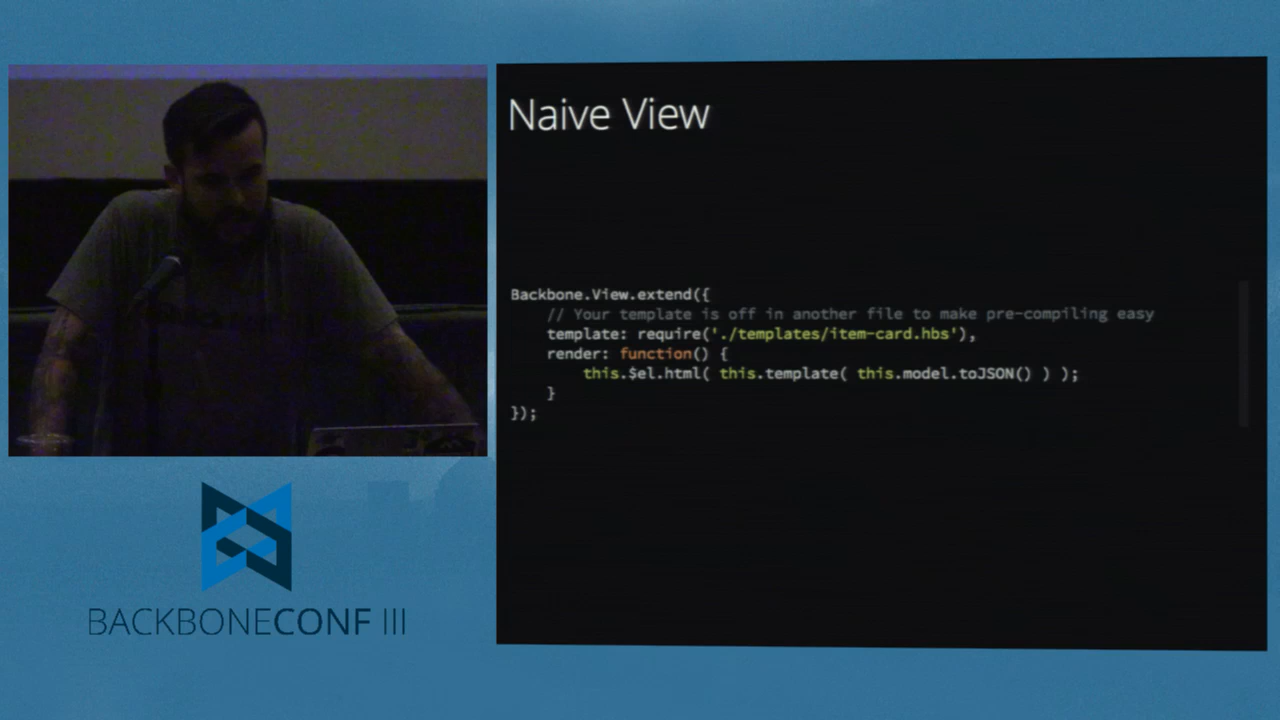 Naive View
Backbone.View.extend({
// Your template is off in another file to make pre-compiling easy
template: require('./templates/item-card.hbs'),
render: function() {
this.$el.html( this.template( this.model.toJSON() ) );
}
});
BACKBONECONF III